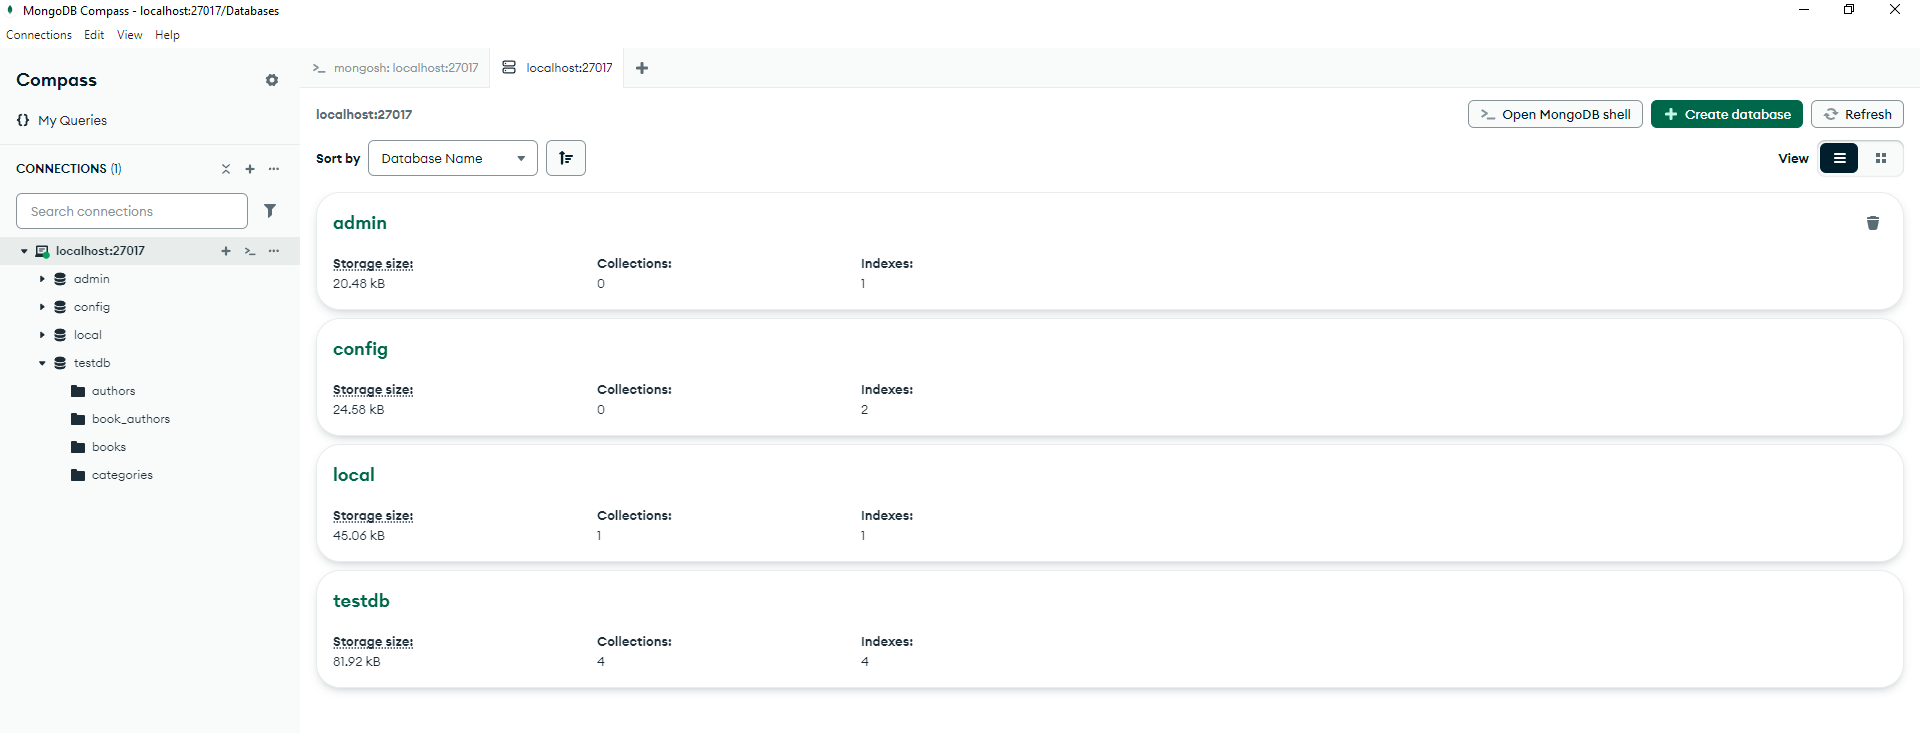 MongoDB Compass - localhost:27017/Databases
Connections Edit View Help
Compass
My Queries
CONNECTIONS (1)
Search connections
localhost:27017
admin
config
local
testdb
authors
book_authors
books
categories
mongosh: localhost:27017 localhost:27017
localhost:27017
Open MongoDB shell Create database Refresh
Sort by Database Name View
admin
Storage size: Collections: Indexes:
20.48 kB 0 1
config
Storage size: Collections: Indexes:
24.58 kB 0 2
local
Storage size: Collections: Indexes:
45.06 kB 1 1
testdb
Storage size: Collections: Indexes:
81.92 kB 4 4